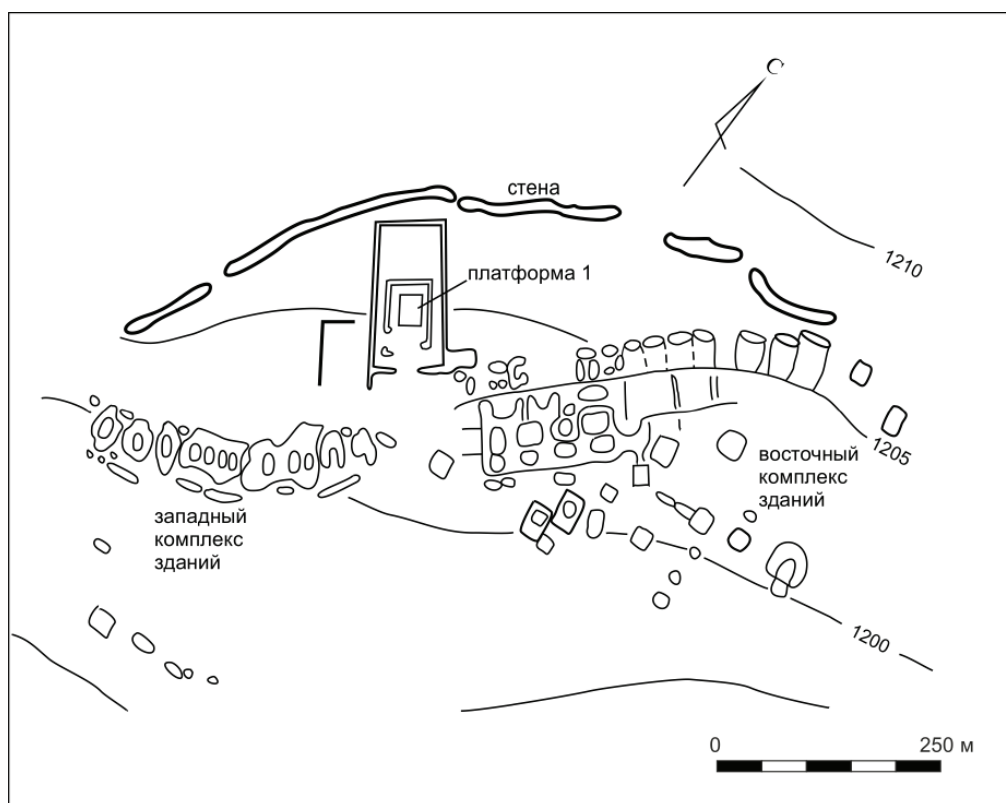 С
стена
1210
платформа 1
1205
восточный
комплекс
зданий
западный
комплекс
зданий
1200
0
250 м